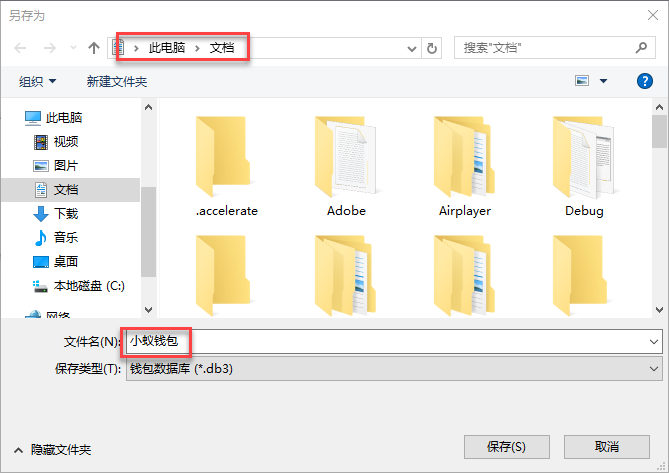 另存为
此电脑 › 文档
搜索"文档"
组织
新建文件夹
?
此电脑
视频
图片
文档
下载
音乐
桌面
本地磁盘 (C:)
网络
.accelerate
Adobe
Airplayer
Debug
文件名(N):
小蚁钱包
保存类型(T):
钱包数据库 (*.db3)
隐藏文件夹
保存(S)
取消